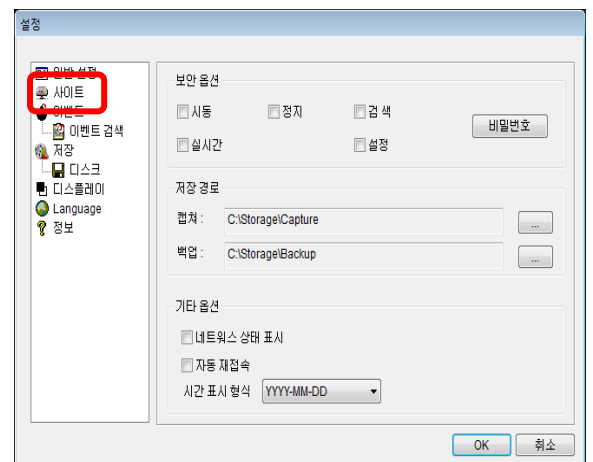 설정
일반 설정
사이트
이벤트
이벤트 검색
저장
디스크
디스플레이
Language
정보
보안 옵션
시동 정지 검 색
비밀번호
실시간 설정
저장 경로
캡쳐 : C:\Storage\Capture ...
백업 : C:\Storage\Backup ...
기타 옵션
네트워스 상태 표시
자동 재접속
시간 표시 형식 YYYY-MM-DD
OK 취소